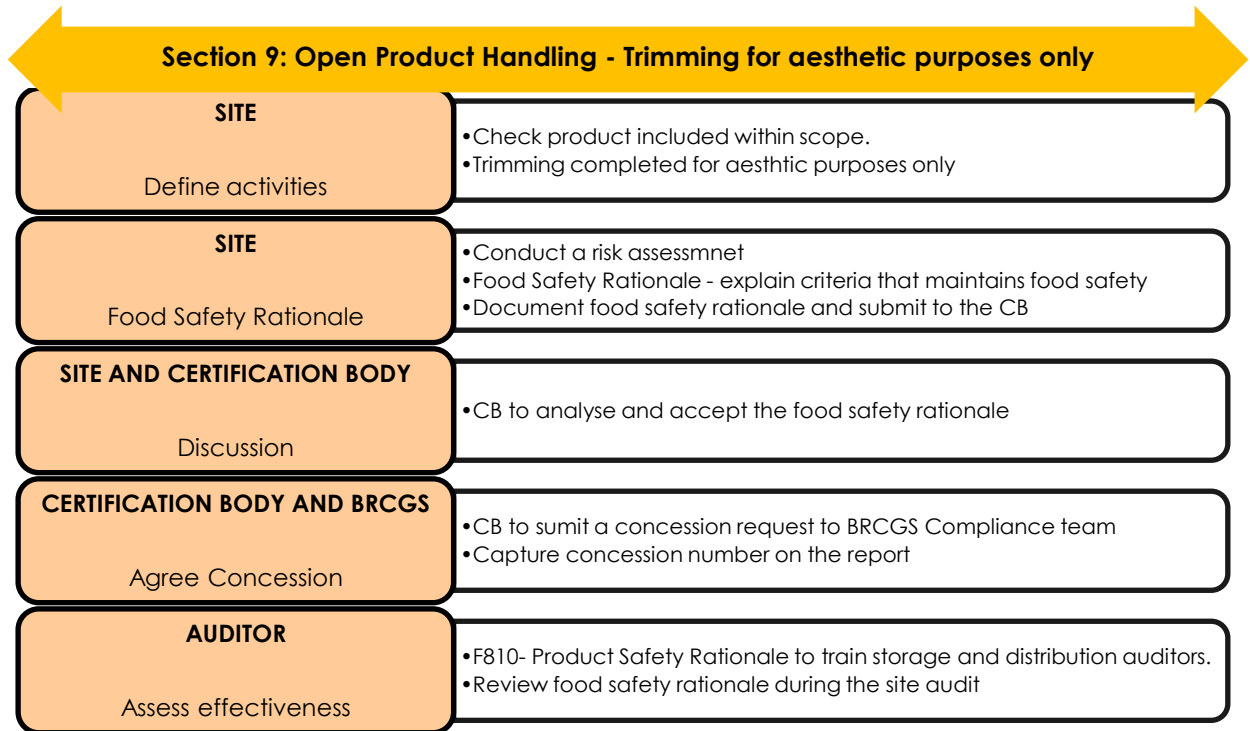 Section 9: Open Product Handling - Trimming for aesthetic purposes only
SITE
Define activities
•Check product included within scope.
•Trimming completed for aesthtic purposes only
SITE
Food Safety Rationale
•Conduct a risk assessmnet
•Food Safety Rationale - explain criteria that maintains food safety
•Document food safety rationale and submit to the CB
SITE AND CERTIFICATION BODY
Discussion
•CB to analyse and accept the food safety rationale
CERTIFICATION BODY AND BRCGS
Agree Concession
•CB to sumit a concession request to BRCGS Compliance team
•Capture concession number on the report
AUDITOR
Assess effectiveness
•F810- Product Safety Rationale to train storage and distribution auditors.
•Review food safety rationale during the site audit